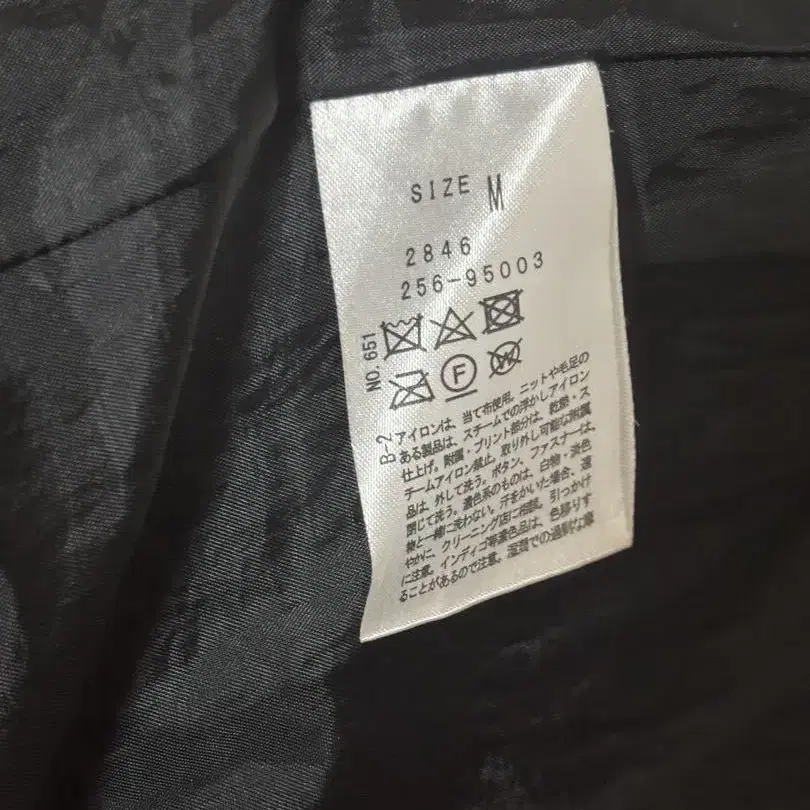 SIZE M
2846
256-95003
NO.651
F
W
B-2
アイロンは、当て布使用。ニットや毛足の
ある製品は、スチームでの浮かしアイロン
仕上げ。附属・プリント部分は、乾燥・ス
チームアイロン禁止。取り外し可能な附属
品は、外して洗う。ボタン、ファスナーは、
閉じて洗う。濃色系のものは、白物・淡色
物と一緒に洗わない。汗をかいた場合、速
やかに、クリーニング店に相談。引っかけ
に注意。インディゴ等濃色品は、色移りす
ることがあるので注意。湿潤での過剰な摩